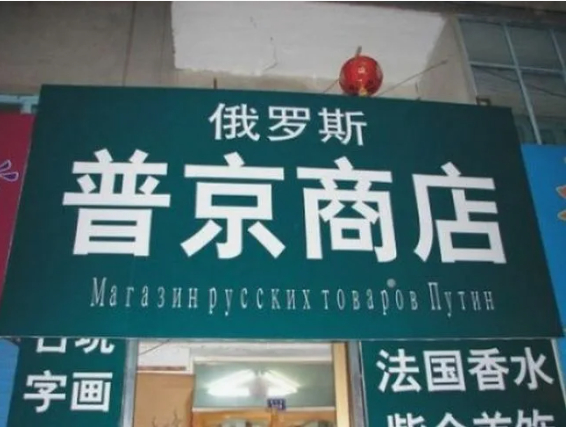 俄罗斯
普京商店
Магазин русских товаров Путин
字画
法国香水